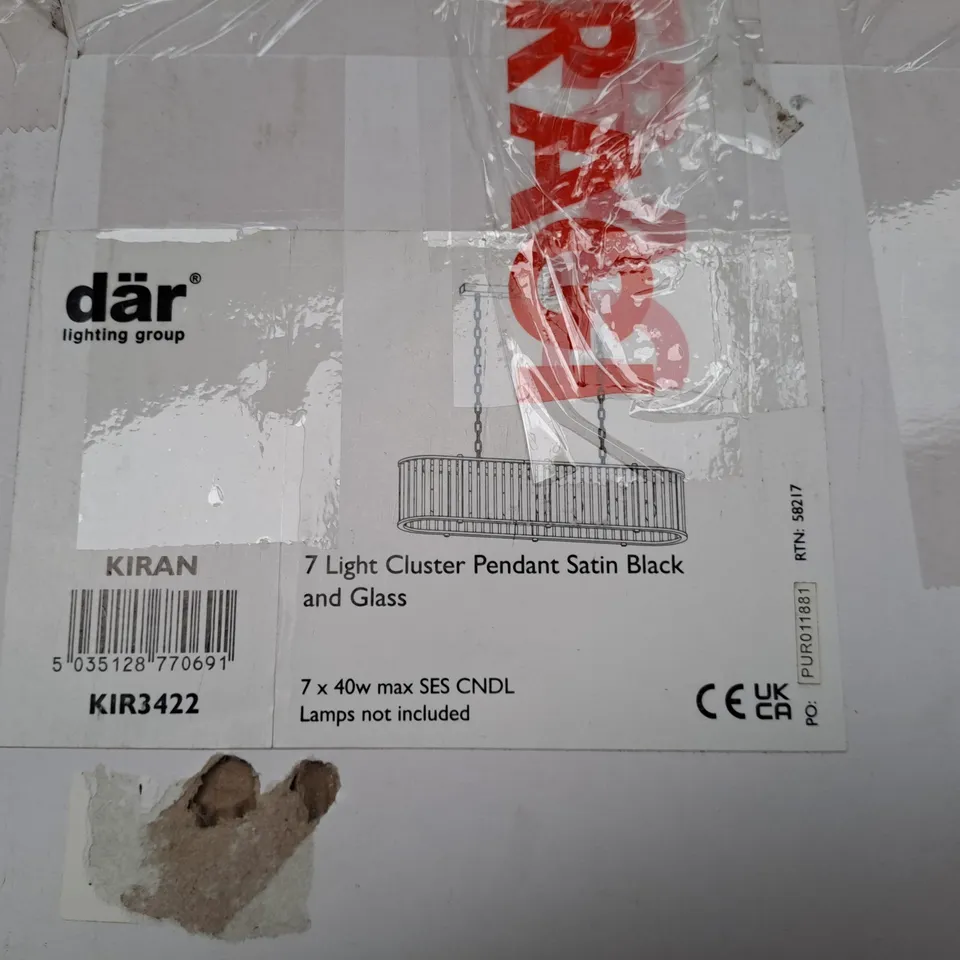 där®
lighting group
KIRAN
5 035128 770691
KIR3422
7 Light Cluster Pendant Satin Black
and Glass
7 x 40w max SES CNDL
Lamps not included
CE UK
CA
PO: PUR011881 RTN: 58217